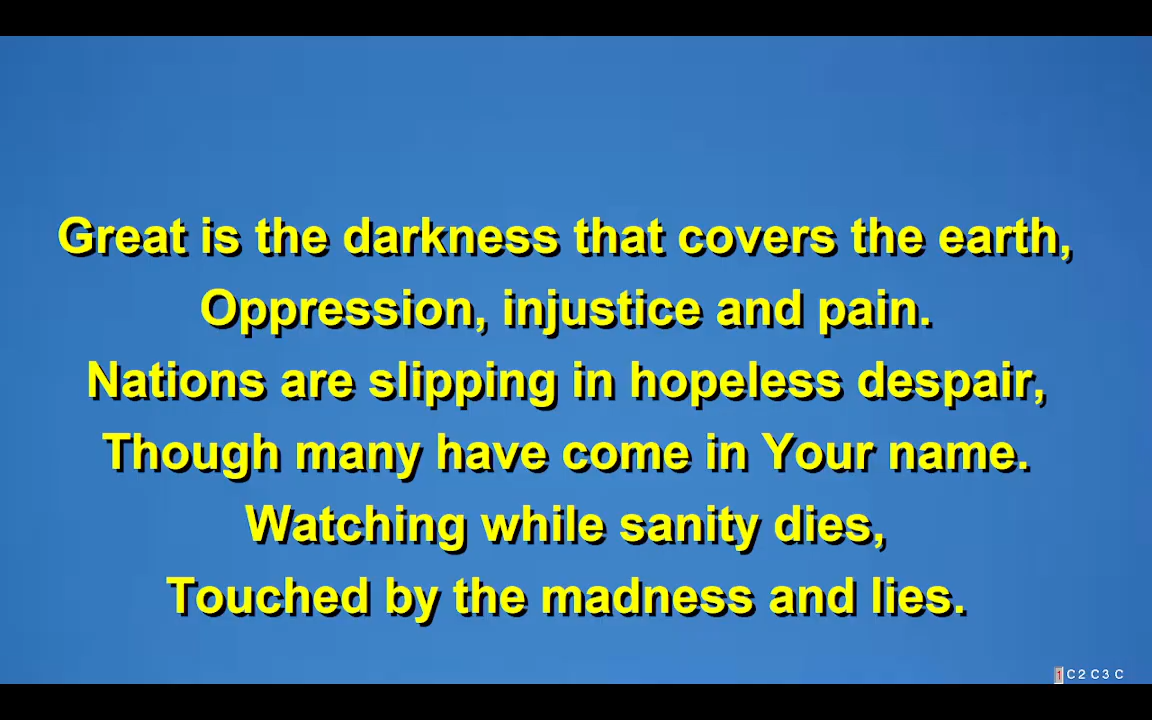 Great is the darkness that covers the earth,
Oppression, injustice and pain.
Nations are slipping in hopeless despair,
Though many have come in Your name.
Watching while sanity dies,
Touched by the madness and lies.
1 C 2 C 3 C